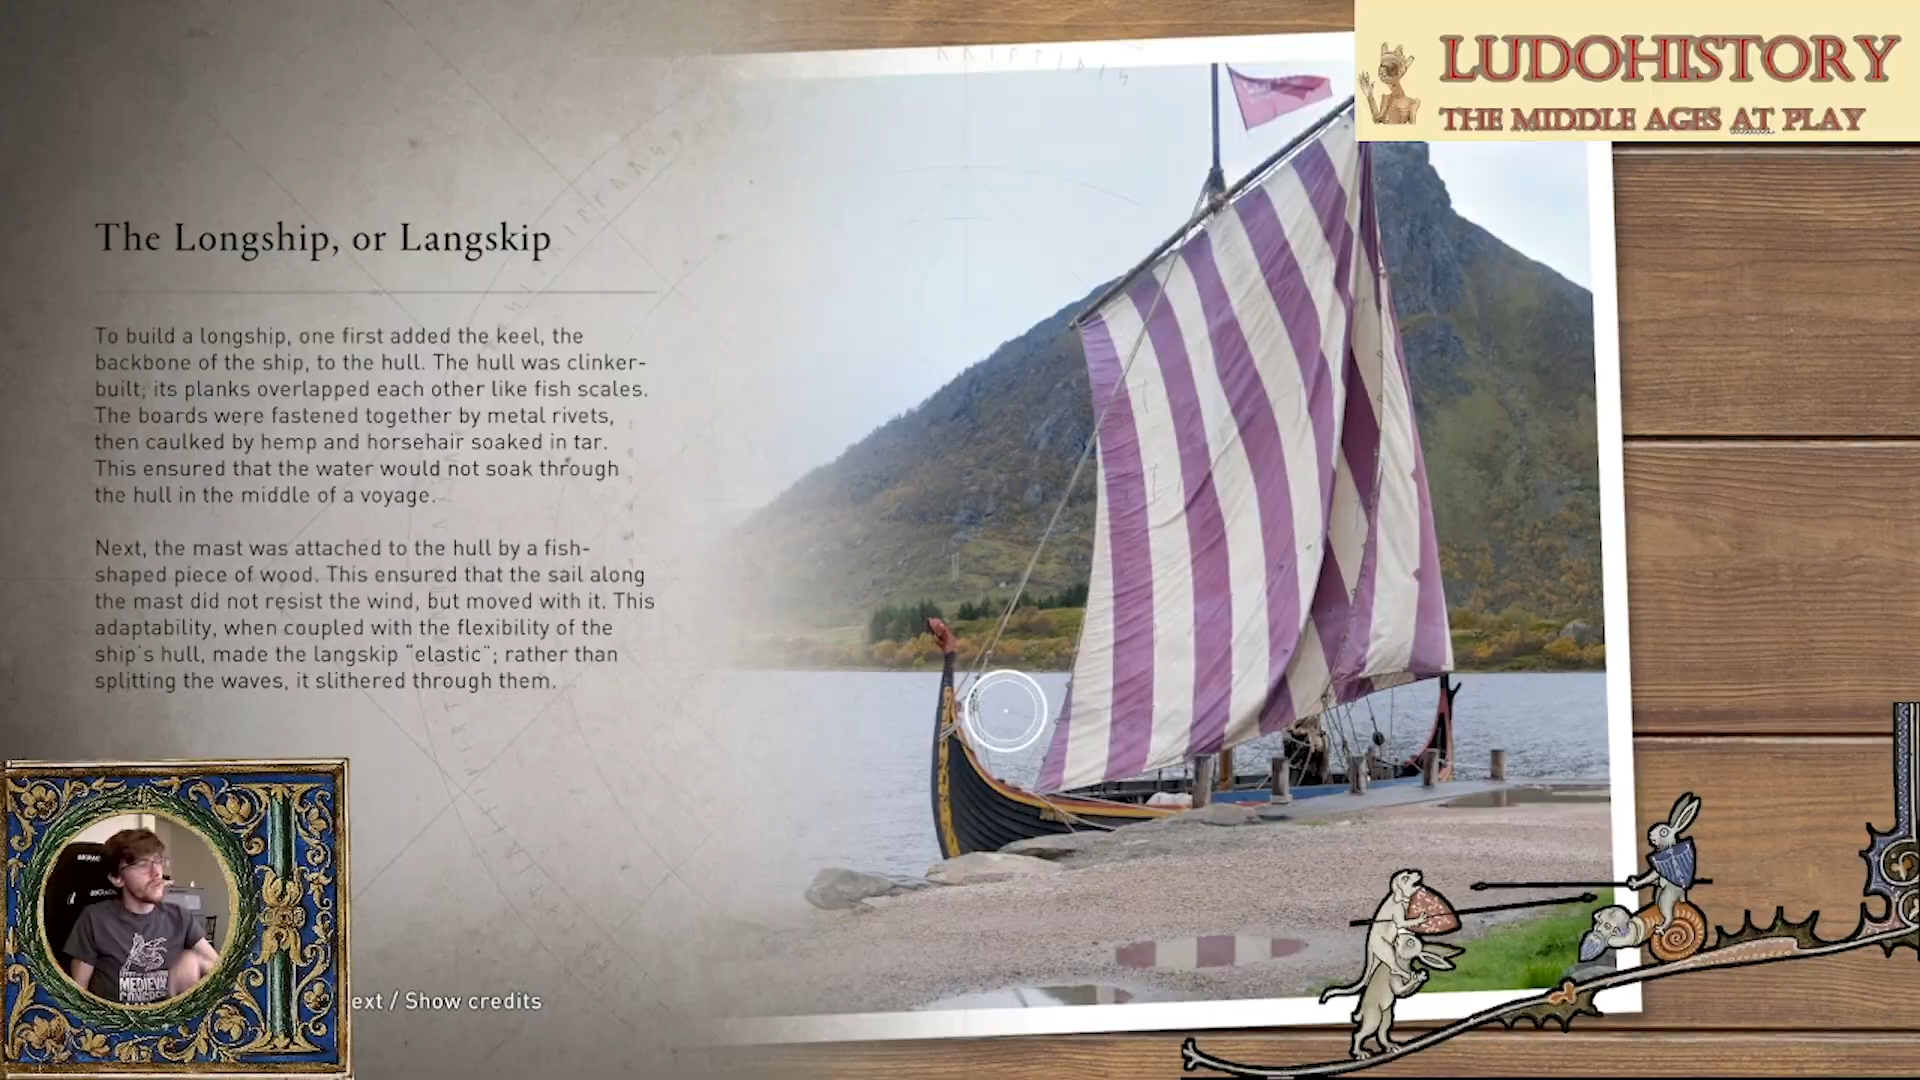 LUDOHISTORY
THE MIDDLE AGES AT PLAY
The Longship, or Langskip
To build a longship, one first added the keel, the
backbone of the ship, to the hull. The hull was clinker-
built; its planks overlapped each other like fish scales.
The boards were fastened together by metal rivets,
then caulked by hemp and horsehair soaked in tar.
This ensured that the water would not soak through
the hull in the middle of a voyage.
Next, the mast was attached to the hull by a fish-
shaped piece of wood. This ensured that the sail along
the mast did not resist the wind, but moved with it. This
adaptability, when coupled with the flexibility of the
ship's hull, made the langskip "elastic"; rather than
splitting the waves, it slithered through them.
ext / Show credits